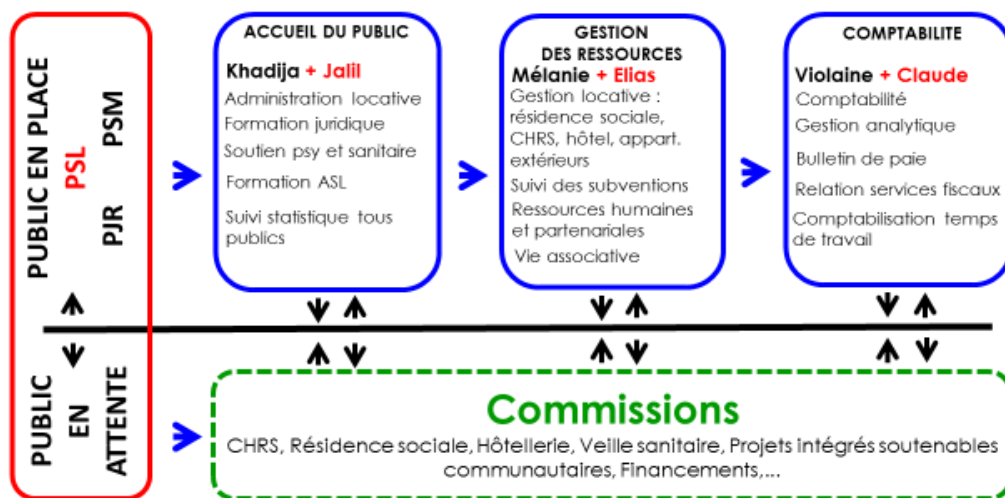 PUBLIC EN PLACE
PSL
PJR PSM
PUBLIC
EN
ATTENTE
ACCUEIL DU PUBLIC
Khadija + Jalil
Administration locative
Formation juridique
Soutien psy et sanitaire
Formation ASL
Suivi statistique tous
publics
GESTION
DES RESSOURCES
Mélanie + Elias
Gestion locative :
résidence sociale,
CHRS, hôtel, appart.
extérieurs
Suivi des subventions
Ressources humaines
et partenariales
Vie associative
COMPTABILITE
Violaine + Claude
Comptabilité
Gestion analytique
Bulletin de paie
Relation services fiscaux
Comptabilisation temps
de travail
Commissions
CHRS, Résidence sociale, Hôtellerie, Veille sanitaire, Projets intégrés soutenables
communautaires, Financements,...